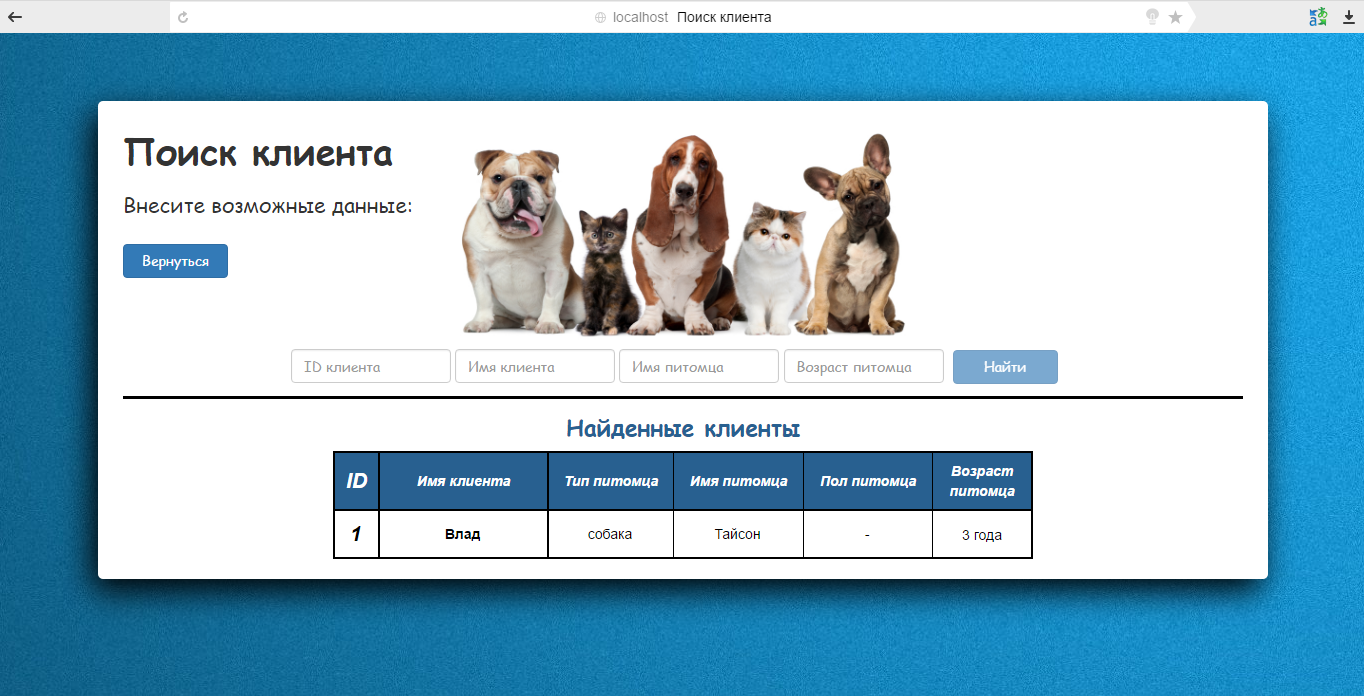 localhost Поиск клиента
Поиск клиента
Внесите возможные данные:
Вернуться
ID клиента Имя клиента Имя питомца Возраст питомца Найти
Найденные клиенты
ID Имя клиента Тип питомца Имя питомца Пол питомца Возраст питомца
1 Влад собака Тайсон - 3 года